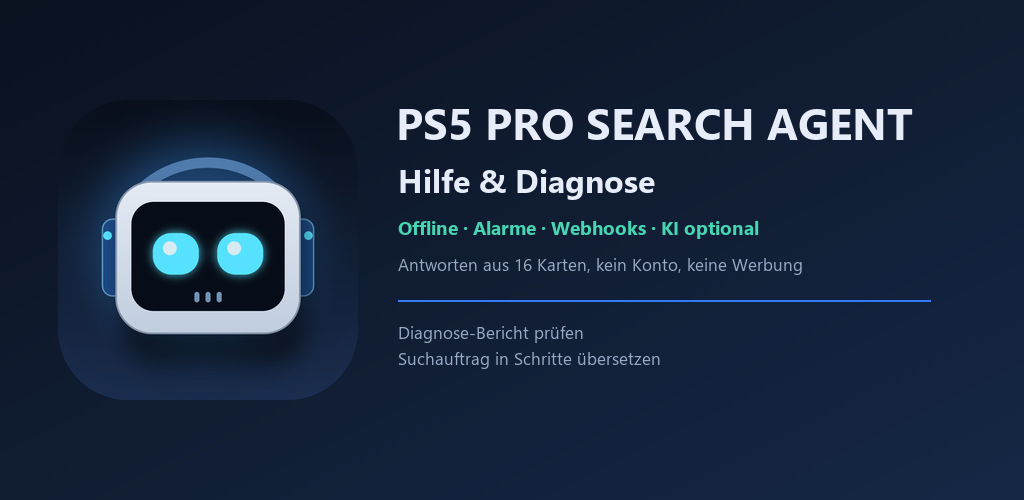 PS5 PRO SEARCH AGENT
Hilfe & Diagnose
Offline · Alarme · Webhooks · KI optional
Antworten aus 16 Karten, kein Konto, keine Werbung
Diagnose-Bericht prüfen
Suchauftrag in Schritte übersetzen